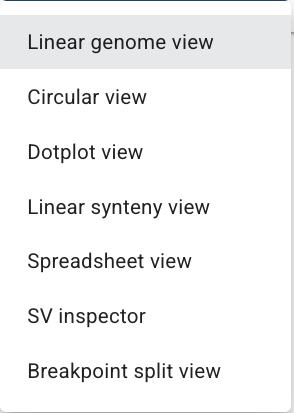 Linear genome view
Circular view
Dotplot view
Linear synteny view
Spreadsheet view
SV inspector
Breakpoint split view